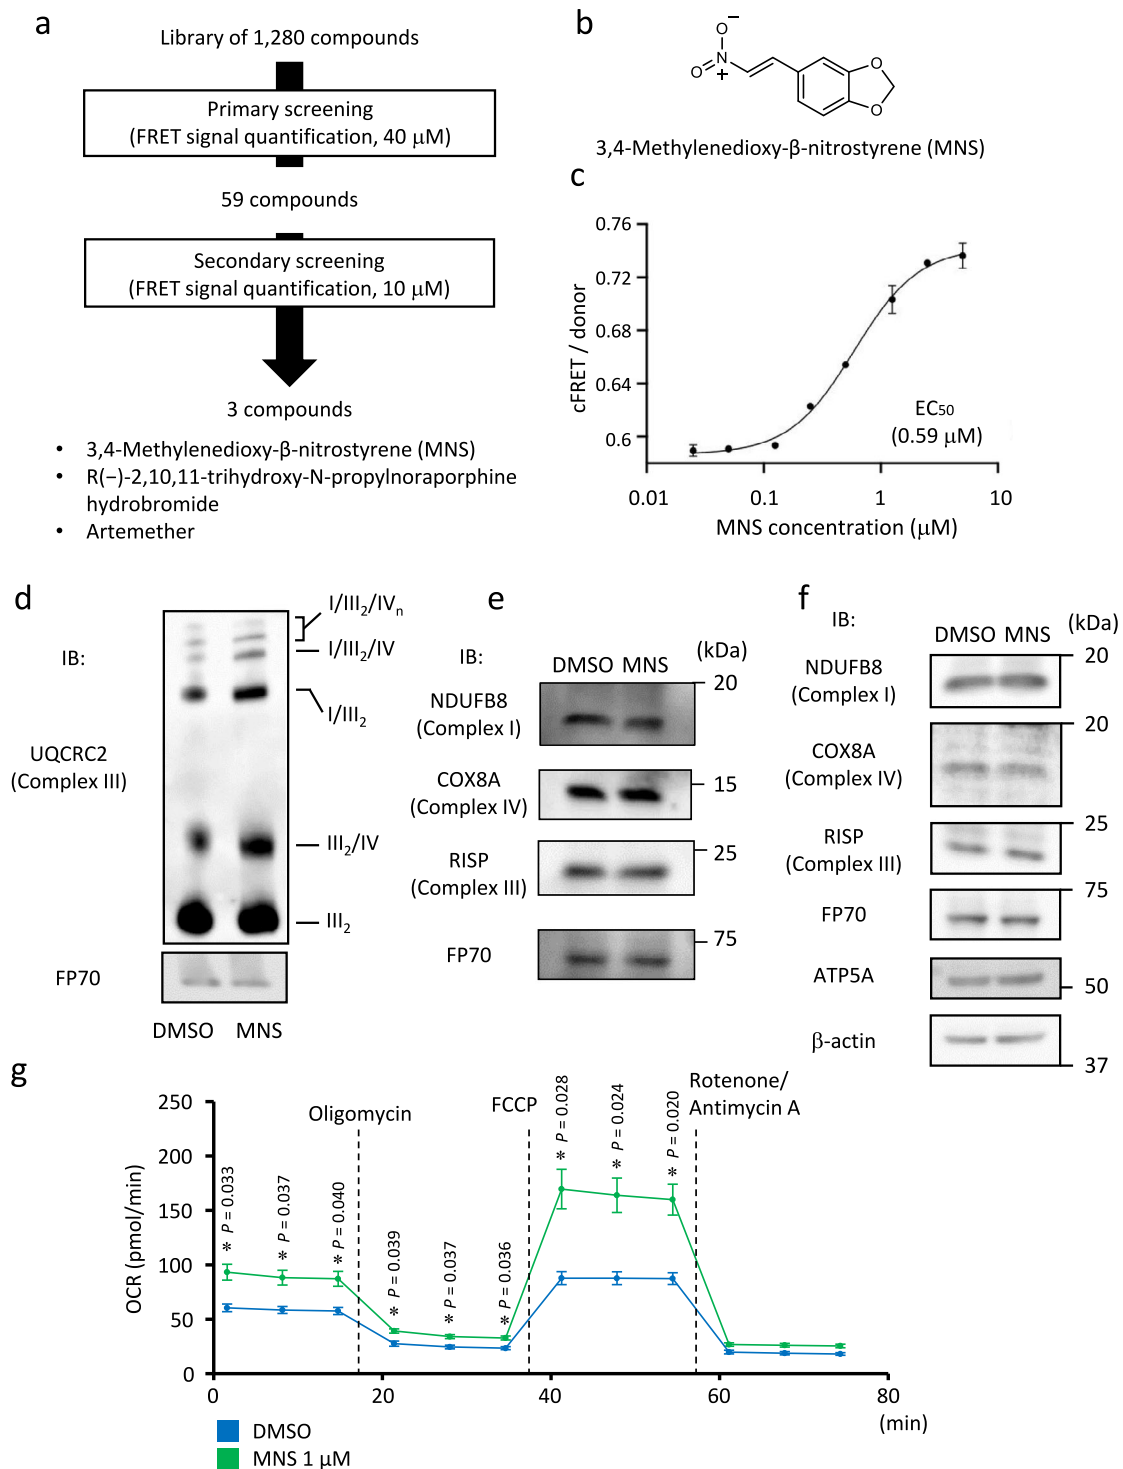 a
Library of 1,280 compounds
Primary screening
(FRET signal quantification, 40 μM)
59 compounds
Secondary screening
(FRET signal quantification, 10 μM)
3 compounds
• 3,4-Methylenedioxy-β-nitrostyrene (MNS)
• R(−)-2,10,11-trihydroxy-N-propylnoraporphine
hydrobromide
• Artemether
b
O−
N+
O
O
O
3,4-Methylenedioxy-β-nitrostyrene (MNS)
c
0.76
0.72
0.68
0.64
0.6
cFRET / donor
EC50
(0.59 μM)
0.01 0.1 1 10
MNS concentration (μM)
d
IB:
UQCRC2
(Complex III)
I/III2/IVn
I/III2/IV
I/III2
III2/IV
III2
FP70
DMSO MNS
e
IB:
DMSO MNS (kDa)
NDUFB8
(Complex I)
20
COX8A
(Complex IV)
15
RISP
(Complex III)
25
FP70
75
f
IB:
DMSO MNS (kDa)
NDUFB8
(Complex I)
20
COX8A
(Complex IV)
20
RISP
(Complex III)
25
FP70
75
ATP5A
50
β-actin
37
g
OCR (pmol/min)
250
200
150
100
50
0
0 20 40 60 80
(min)
Oligomycin
FCCP
Rotenone/
Antimycin A
* P = 0.033
* P = 0.037
* P = 0.040
* P = 0.039
* P = 0.037
* P = 0.036
* P = 0.028
* P = 0.024
* P = 0.020
DMSO
MNS 1 μM